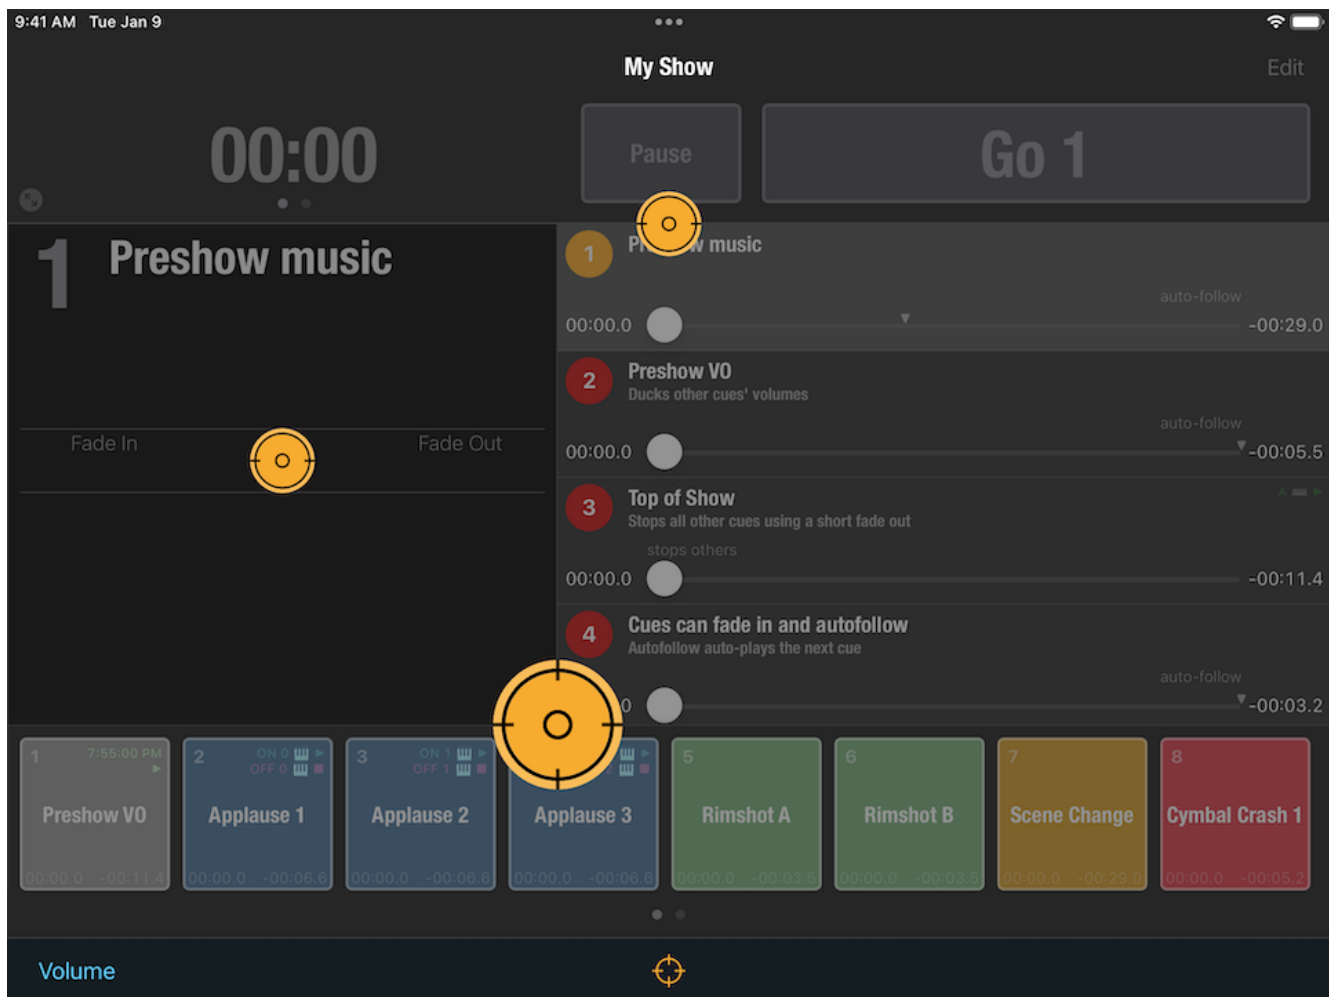 9:41 AM Tue Jan 9
My Show
Edit
00:00
Pause
Go 1
1 Preshow music
Fade In
Fade Out
1
music
auto-follow
00:00.0
-00:29.0
2
Preshow VO
Ducks other cues' volumes
auto-follow
00:00.0
-00:05.5
3
Top of Show
Stops all other cues using a short fade out
A
stops others
00:00.0
-00:11.4
4
Cues can fade in and autofollow
Autofollow auto-plays the next cue
auto-follow
-00:03.2
1
7:55:00 PM
Preshow VO
00:00.0 -00:11.4
2
ON 0
OFF 0
Applause 1
00:00.0 -00:06.6
3
ON 1
OFF 1
Applause 2
00:00.0 -00:06.6
Applause 3
00:00.0 -00:06.6
5
Rimshot A
00:00.0 -00:03.5
6
Rimshot B
00:00.0 -00:03.5
7
Scene Change
00:00.0 -00:29.0
8
Cymbal Crash 1
00:00.0 -00:05.2
Volume